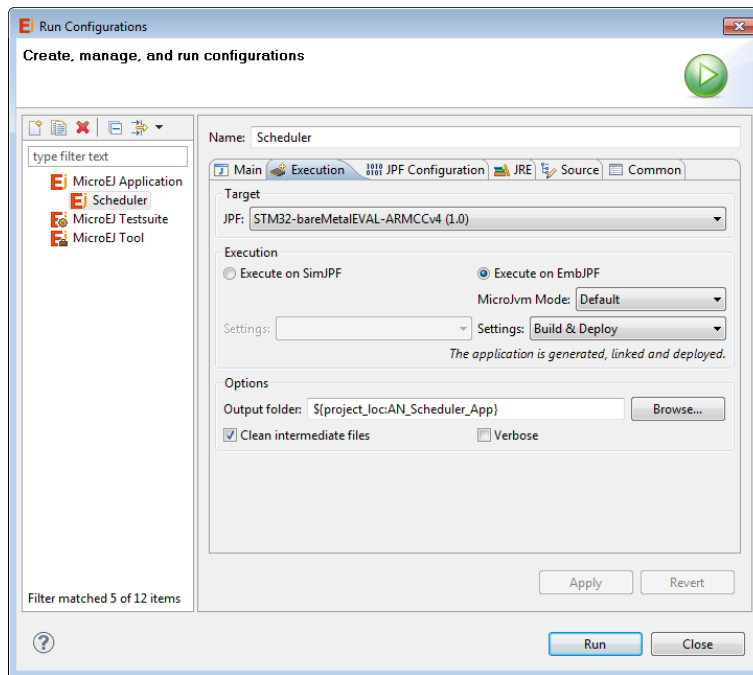 Run Configurations
Create, manage, and run configurations
type filter text
MicroEJ Application
Scheduler
MicroEJ Testsuite
MicroEJ Tool
Filter matched 5 of 12 items
Name: Scheduler
Main Execution JPF Configuration JRE Source Common
Target
JPF: STM32-bareMetalEVAL-ARMCCv4 (1.0)
Execution
Execute on SimJPF Execute on EmbJPF
MicroJvm Mode: Default
Settings: Settings: Build & Deploy
The application is generated, linked and deployed.
Options
Output folder: ${project_loc:AN_Scheduler_App} Browse...
Clean intermediate files Verbose
Apply Revert
Run Close